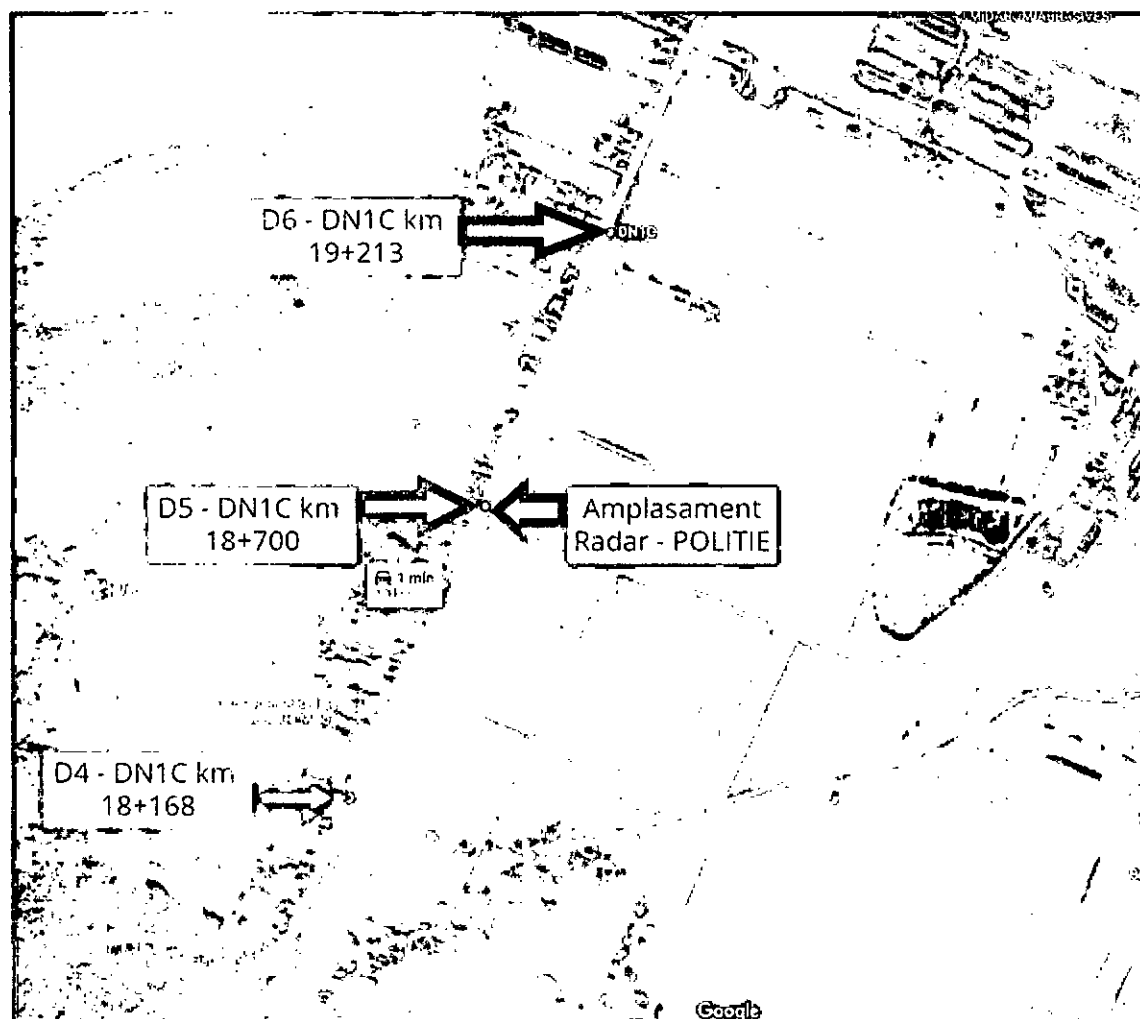 D6 - DN1C km
19+213
DN1C
D5 - DN1C km
18+700
Amplasament
Radar - POLITIE
1 min
D4 - DN1C km
18+168
Google